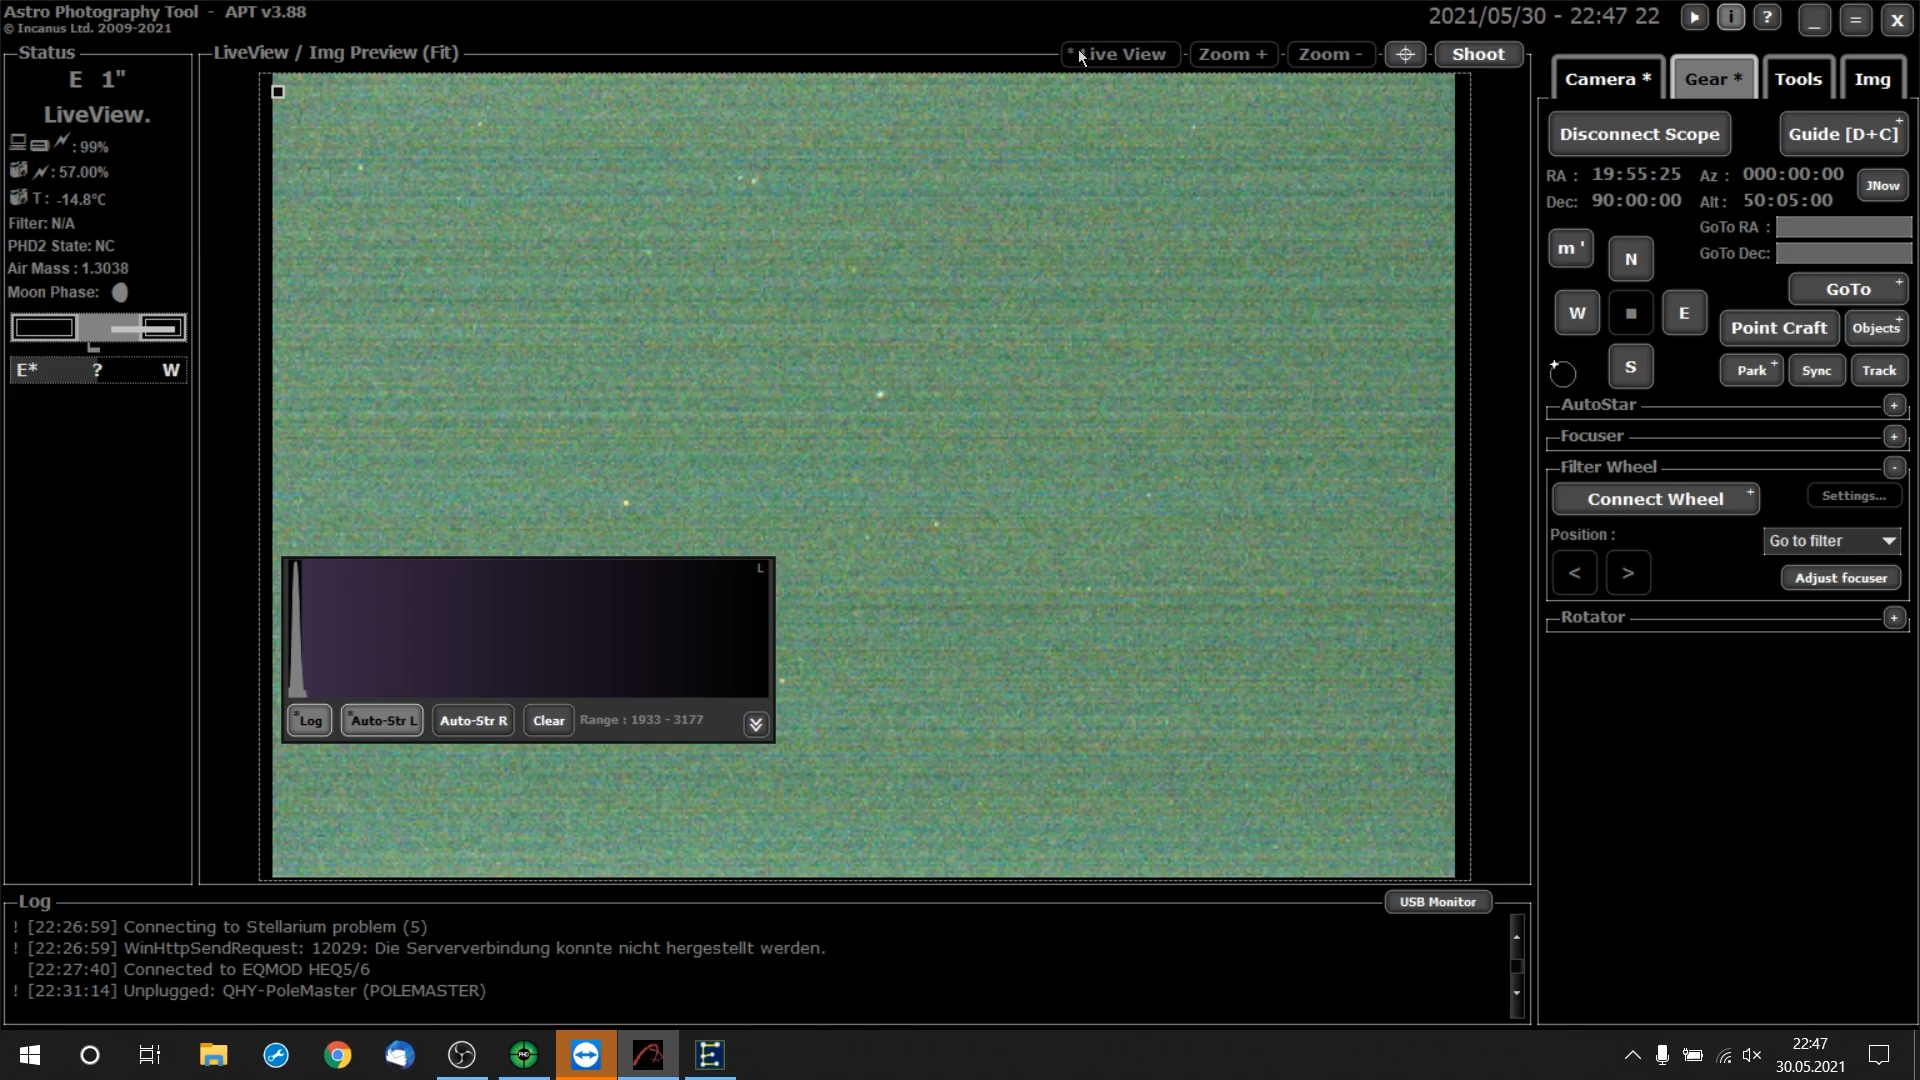 Astro Photography Tool - APT v3.88
© Incanus Ltd. 2009-2021
2021/05/30 - 22:47 22
i
?
_
=
X
Status
E 1"
LiveView.
: 99%
: 57.00%
T: -14.8°C
Filter: N/A
PHD2 State: NC
Air Mass : 1.3038
Moon Phase:
E* ? W
LiveView / Img Preview (Fit)
* Live View
Zoom +
Zoom -
Shoot
L
*Log
*Auto-Str L
Auto-Str R
Clear
Range : 1933 - 3177
Camera *
Gear *
Tools
Img
Disconnect Scope
Guide [D+C] +
RA : 19:55:25 Az : 000:00:00
Dec: 90:00:00 Alt : 50:05:00
JNow
GoTo RA :
GoTo Dec:
m '
N
W
E
S
GoTo +
Point Craft
Objects +
Park +
Sync
Track
AutoStar +
Focuser +
Filter Wheel -
Connect Wheel +
Settings...
Position :
Go to filter
<
>
Adjust focuser
Rotator +
Log
USB Monitor
! [22:26:59] Connecting to Stellarium problem (5)
! [22:26:59] WinHttpSendRequest: 12029: Die Serververbindung konnte nicht hergestellt werden.
[22:27:40] Connected to EQMOD HEQ5/6
! [22:31:14] Unplugged: QHY-PoleMaster (POLEMASTER)
PHD
22:47
30.05.2021